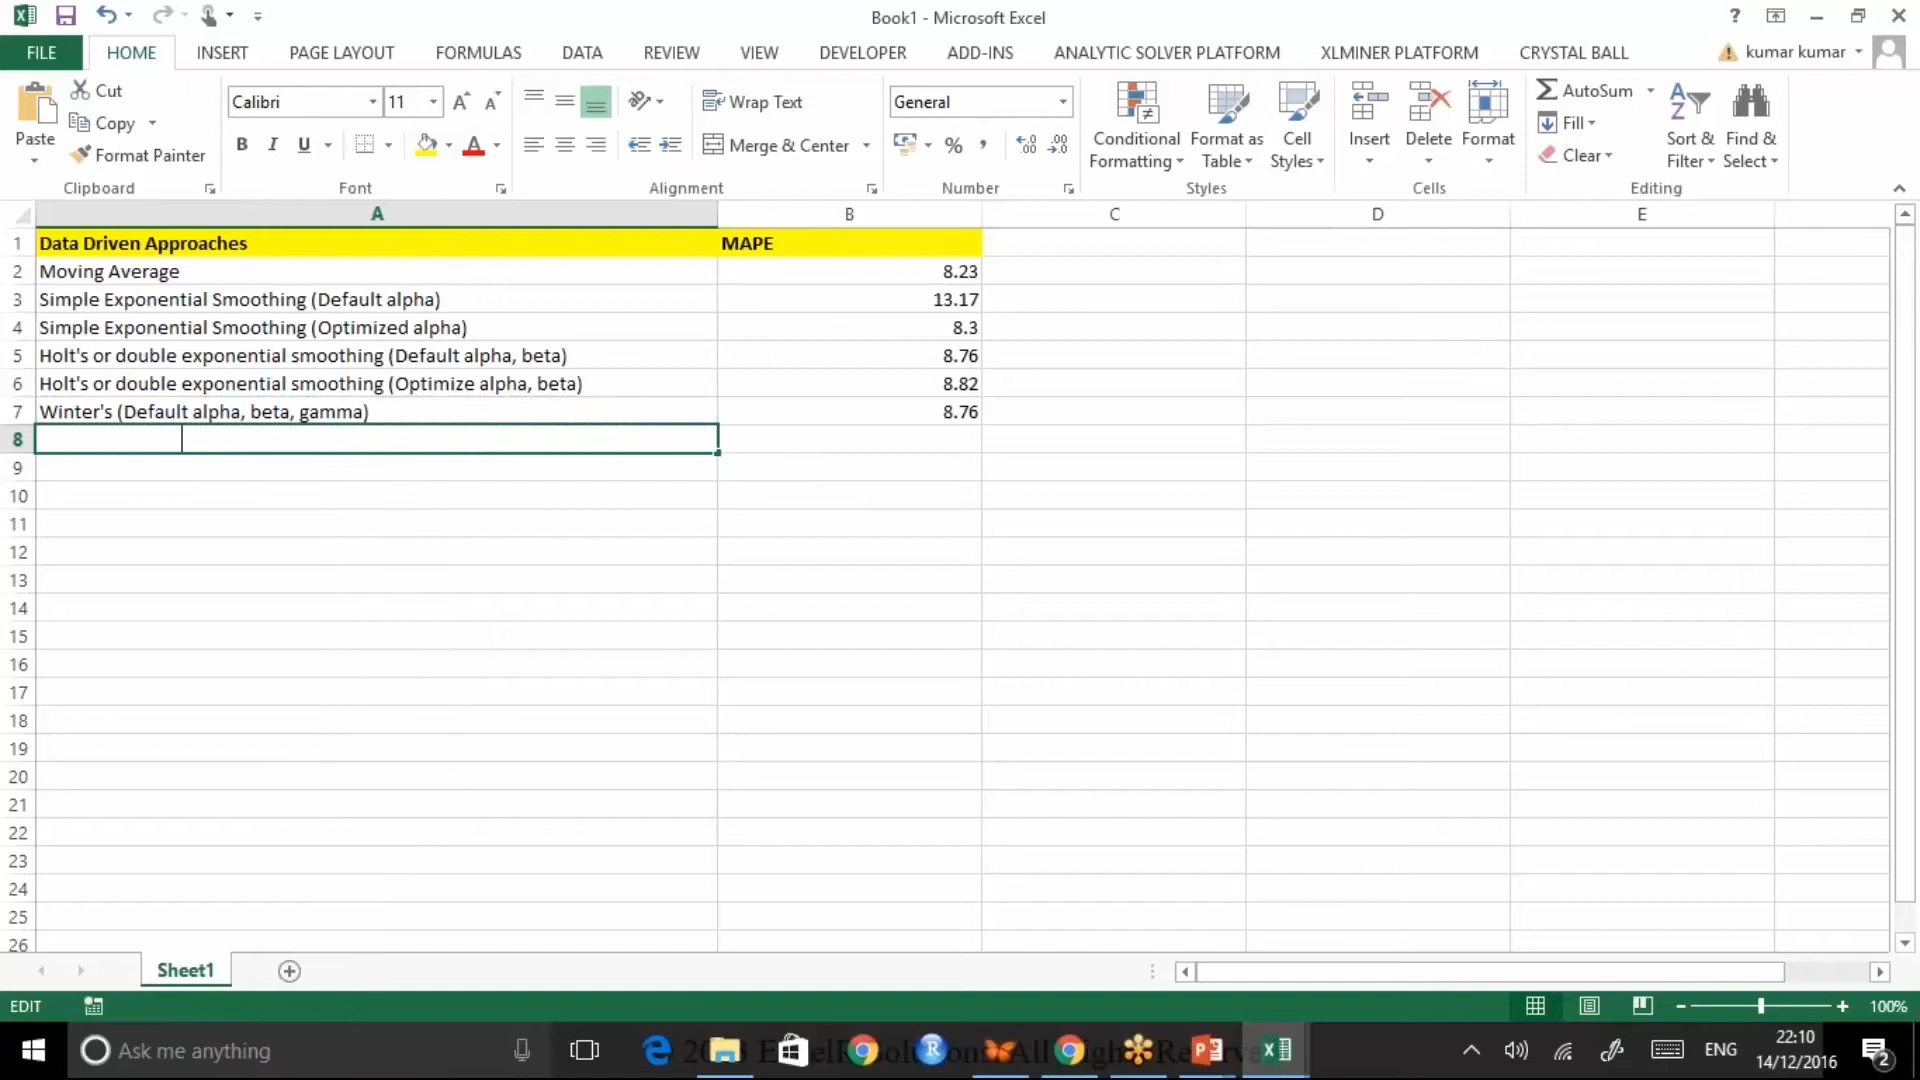 Book1 - Microsoft Excel
FILE HOME INSERT PAGE LAYOUT FORMULAS DATA REVIEW VIEW DEVELOPER ADD-INS ANALYTIC SOLVER PLATFORM XLMINER PLATFORM CRYSTAL BALL kumar kumar
Paste
Cut
Copy
Format Painter
Clipboard
Calibri 11
B I U
Font
Wrap Text
Merge & Center
Alignment
General
%
Number
Conditional Formatting
Format as Table
Cell Styles
Styles
Insert
Delete
Format
Cells
AutoSum
Fill
Clear
Sort & Filter
Find & Select
Editing
A B C D E
1 Data Driven Approaches MAPE
2 Moving Average 8.23
3 Simple Exponential Smoothing (Default alpha) 13.17
4 Simple Exponential Smoothing (Optimized alpha) 8.3
5 Holt's or double exponential smoothing (Default alpha, beta) 8.76
6 Holt's or double exponential smoothing (Optimize alpha, beta) 8.82
7 Winter's (Default alpha, beta, gamma) 8.76
8
9
10
11
12
13
14
15
16
17
18
19
20
21
22
23
24
25
26
Sheet1
EDIT 100%
Ask me anything
ENG
22:10
14/12/2016
2